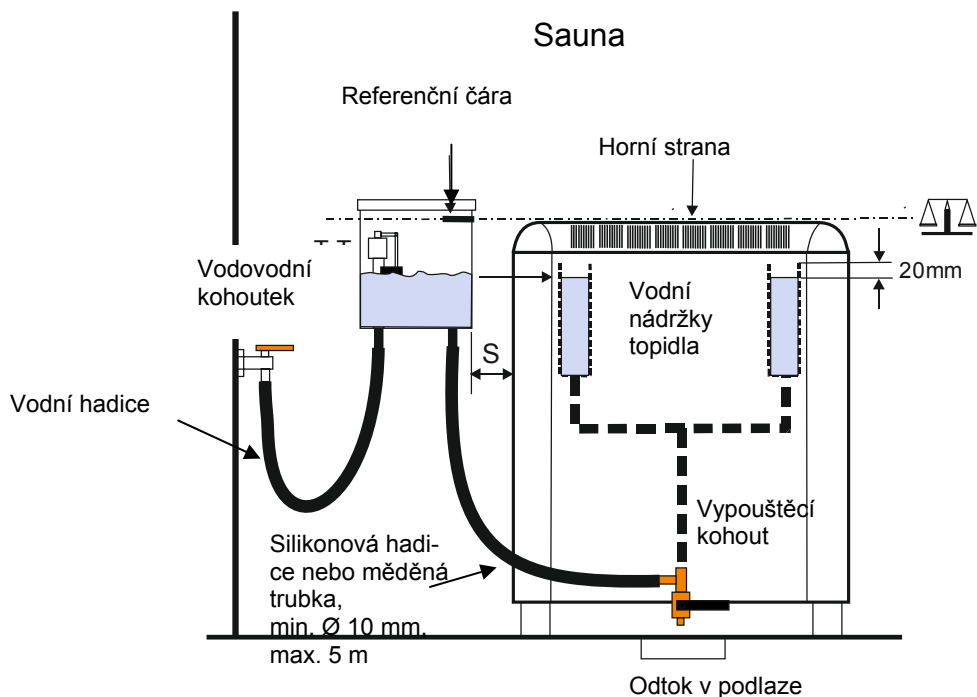 Sauna
Referenční čára
Horní strana
Vodovodní
kohoutek
20mm
Vodní
nádržky
topidla
S
Vodní hadice
Vypouštěcí
kohout
Silikonová hadi-
ce nebo měděná
trubka,
min. Ø 10 mm,
max. 5 m
Odtok v podlaze